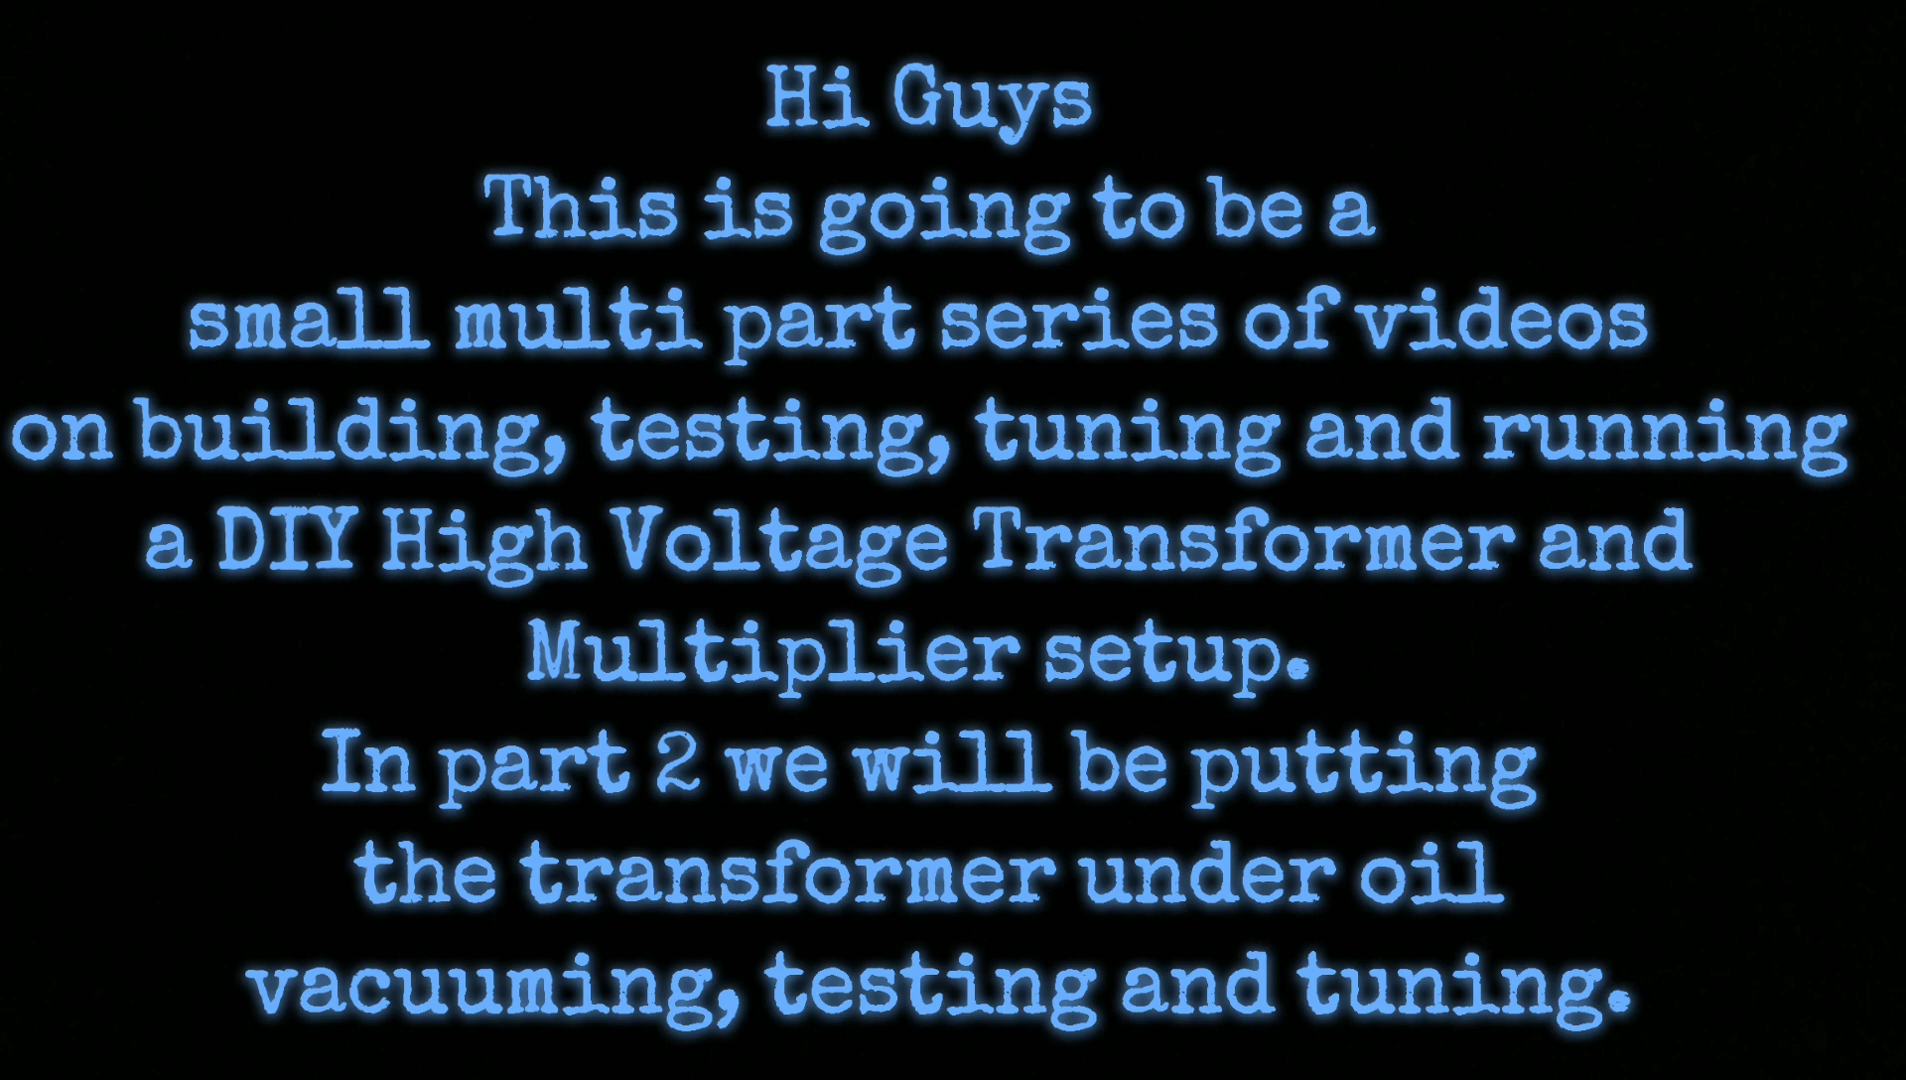 Hi Guys
This is going to be a
small multi part series of videos
on building, testing, tuning and running
a DIY High Voltage Transformer and
Multiplier setup.
In part 2 we will be putting
the transformer under oil
vacuuming, testing and tuning.